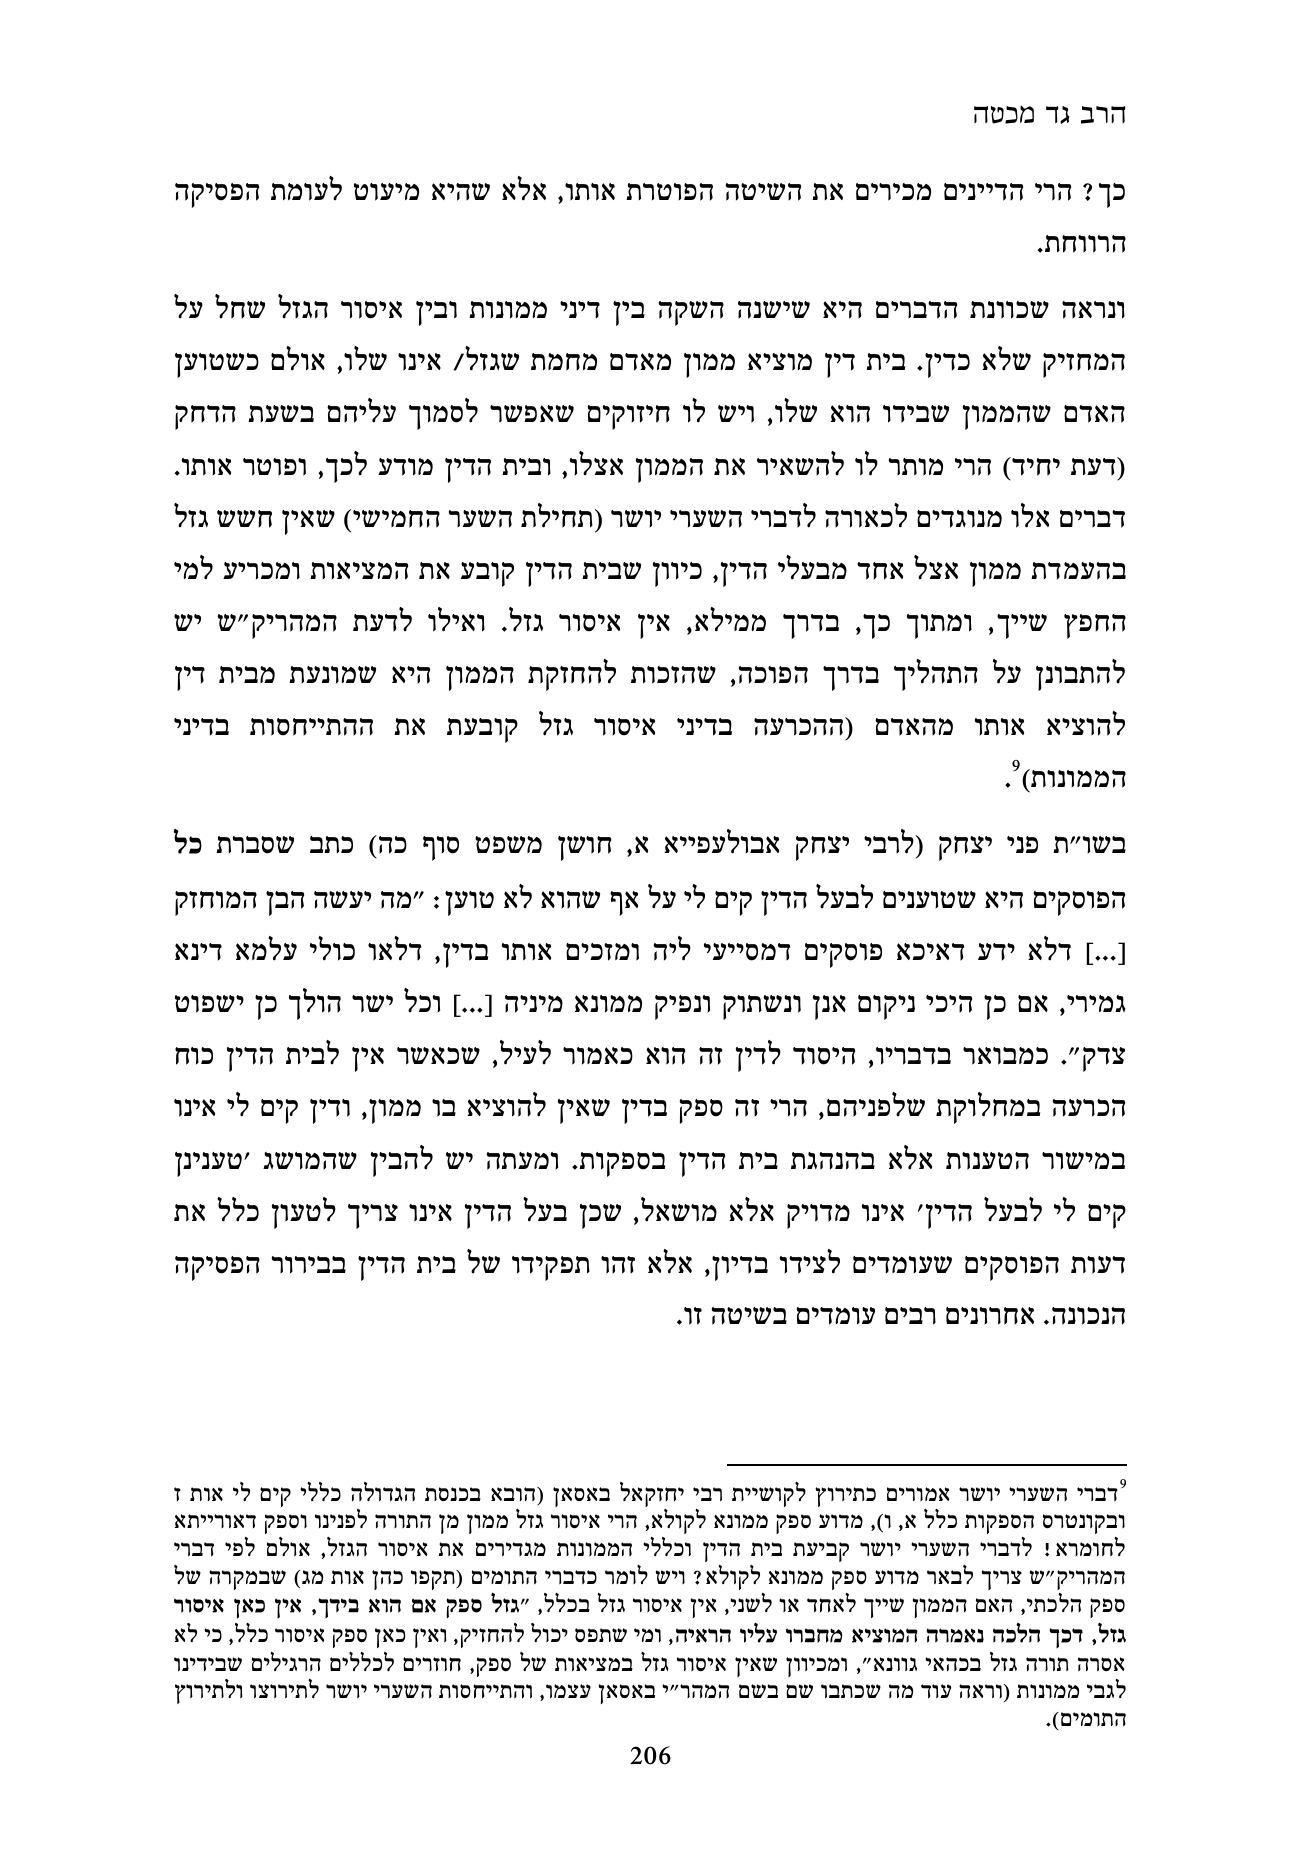 הרב גד מכטה
כך? הרי הדיינים מכירים את השיטה הפוטרת אותו, אלא שהיא מיעוט לעומת הפסיקה
הרווחת.
ונראה שכוונת הדברים היא שישנה השקה בין דיני ממונות ובין איסור הגזל שחל על
המחזיק שלא כדין. בית דין מוציא ממון מאדם מחמת שגזל/ אינו שלו, אולם כשטוען
האדם שהממון שבידו הוא שלו, ויש לו חיזוקים שאפשר לסמוך עליהם בשעת הדחק
(דעת יחיד) הרי מותר לו להשאיר את הממון אצלו, ובית הדין מודע לכך, ופוטר אותו.
דברים אלו מנוגדים לכאורה לדברי השערי יושר (תחילת השער החמישי) שאין חשש גזל
בהעמדת ממון אצל אחד מבעלי הדין, כיוון שבית הדין קובע את המציאות ומכריע למי
החפץ שייך, ומתוך כך, בדרך ממילא, אין איסור גזל. ואילו לדעת המהריק״ש יש
להתבונן על התהליך בדרך הפוכה, שהזכות להחזקת הממון היא שמונעת מבית דין
להוציא אותו מהאדם (ההכרעה בדיני איסור גזל קובעת את ההתייחסות בדיני
הממונות)9.
בשו״ת פני יצחק (לרבי יצחק אבולעפייא א, חושן משפט סוף כה) כתב שסברת כל
הפוסקים היא שטוענים לבעל הדין קים לי על אף שהוא לא טוען: ״מה יעשה הבן המוחזק
[...] דלא ידע דאיכא פוסקים דמסייעי ליה ומזכים אותו בדין, דלאו כולי עלמא דינא
גמירי, אם כן היכי ניקום אנן ונשתוק ונפיק ממונא מיניה [...] וכל ישר הולך כן ישפוט
צדק״. כמבואר בדבריו, היסוד לדין זה הוא כאמור לעיל, שכאשר אין לבית הדין כוח
הכרעה במחלוקת שלפניהם, הרי זה ספק בדין שאין להוציא בו ממון, ודין קים לי אינו
במישור הטענות אלא בהנהגת בית הדין בספקות. ומעתה יש להבין שהמושג ׳טענינן
קים לי לבעל הדין׳ אינו מדויק אלא מושאל, שכן בעל הדין אינו צריך לטעון כלל את
דעות הפוסקים שעומדים לצידו בדיון, אלא זהו תפקידו של בית הדין בבירור הפסיקה
הנכונה. אחרונים רבים עומדים בשיטה זו.
9דברי השערי יושר אמורים כתירוץ לקושיית רבי יחזקאל באסאן (הובא בכנסת הגדולה כללי קים לי אות ז
ובקונטרס הספקות כלל א, ו), מדוע ספק ממונא לקולא, הרי איסור גזל ממון מן התורה לפנינו וספק דאורייתא
לחומרא! לדברי השערי יושר קביעת בית הדין וכללי הממונות מגדירים את איסור הגזל, אולם לפי דברי
המהריק״ש צריך לבאר מדוע ספק ממונא לקולא? ויש לומר כדברי התומים (תקפו כהן אות מג) שבמקרה של
ספק הלכתי, האם הממון שייך לאחד או לשני, אין איסור גזל בכלל, ״גזל ספק אם הוא בידך, אין כאן איסור
גזל, דכך הלכה נאמרה המוציא מחברו עליו הראיה, ומי שתפס יכול להחזיק, ואין כאן ספק איסור כלל, כי לא
אסרה תורה גזל בכהאי גוונא״, ומכיוון שאין איסור גזל במציאות של ספק, חוזרים לכללים הרגילים שבידינו
לגבי ממונות (וראה עוד מה שכתבו שם בשם המהר״י באסאן עצמו, והתייחסות השערי יושר לתירוצו ולתירוץ
התומים).
206